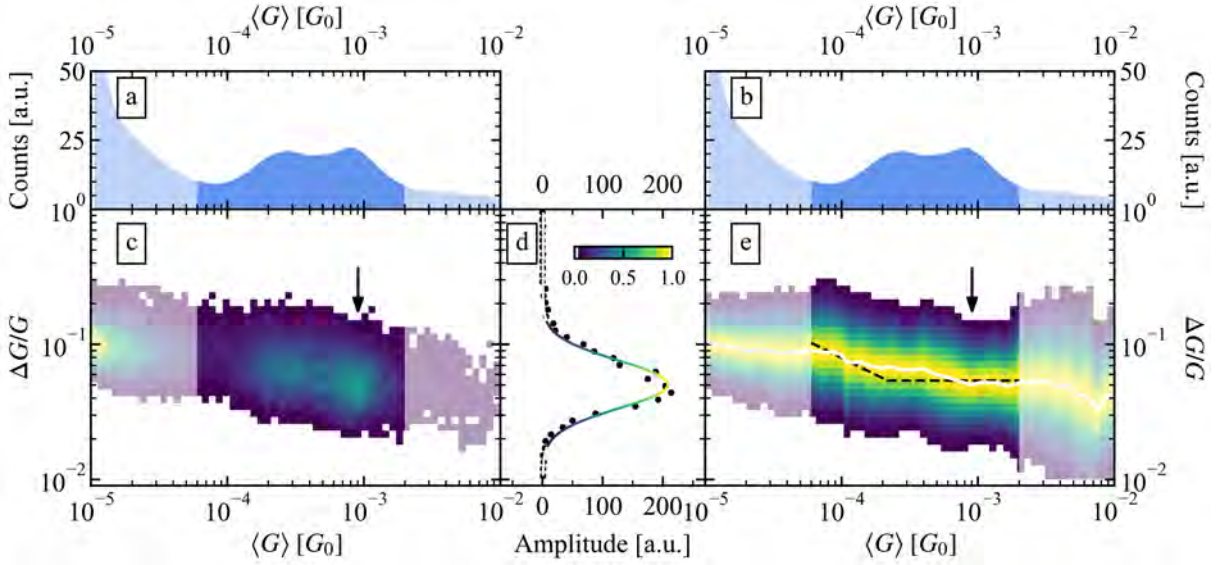 ⟨G⟩ [G₀] ⟨G⟩ [G₀]
10⁻⁵ 10⁻⁴ 10⁻³ 10⁻² 10⁻⁵ 10⁻⁴ 10⁻³ 10⁻²
50 a b 50
Counts [a.u.] 25 25 Counts [a.u.]
0 100 200
10⁰ 0
c d e
0.0 0.5 1.0
ΔG/G 10⁻¹ 10⁻¹ ΔG/G
10⁻² 10⁻²
10⁻⁵ 10⁻⁴ 10⁻³ 10⁻² 0 100 200 10⁻⁵ 10⁻⁴ 10⁻³ 10⁻²
⟨G⟩ [G₀] Amplitude [a.u.] ⟨G⟩ [G₀]